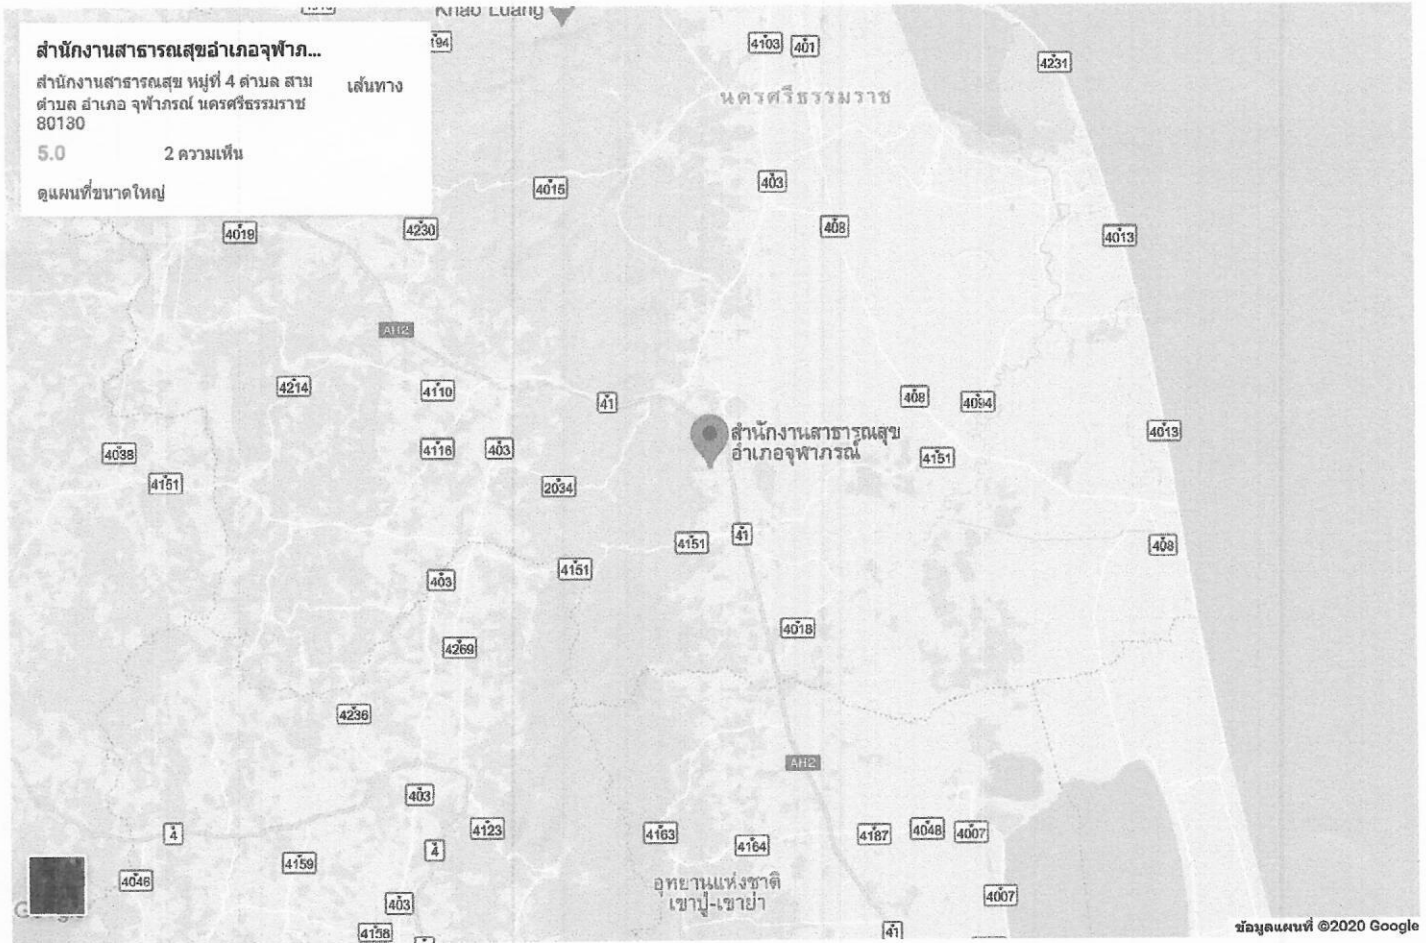 Khao Luang
สำนักงานสาธารณสุขอำเภอจุฬาภ...
สำนักงานสาธารณสุข หมู่ที่ 4 ตำบล สาม
ตำบล อำเภอ จุฬาภรณ์ นครศรีธรรมราช
80130
เส้นทาง
5.0 2 ความเห็น
ดูแผนที่ขนาดใหญ่
4103 401
4231
นครศรีธรรมราช
4015
403
4019
4230
408
4013
AH2
4214
4110
41
408
4094
สำนักงานสาธารณสุข
อำเภอจุฬาภรณ์
4013
4038
4116
403
4151
4151
2034
4151
41
408
403
4151
4018
4269
4236
AH2
403
4
4123
4163
4164
4187
4048
4007
4
4159
4046
อุทยานแห่งชาติ
เขาปู่-เขาย่า
403
4007
4158
41
Google
ข้อมูลแผนที่ ©2020 Google